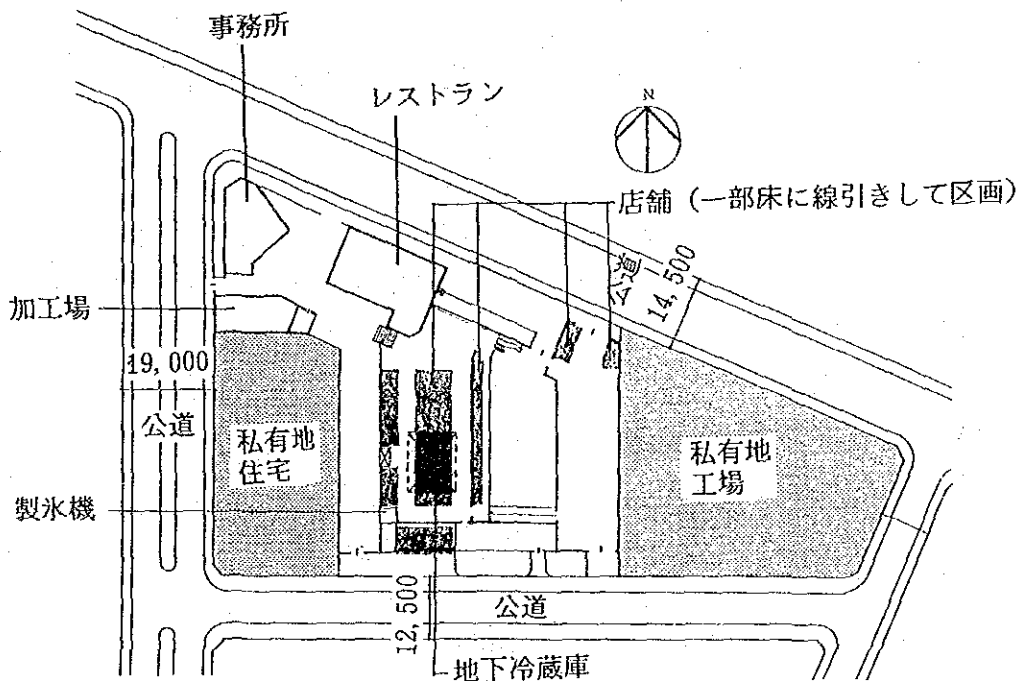 事務所
レストラン
N
店舗（一部床に線引きして区画）
公道
14,500
加工場
19,000
公道
私有地
住宅
私有地
工場
製氷機
12,500
公道
地下冷蔵庫